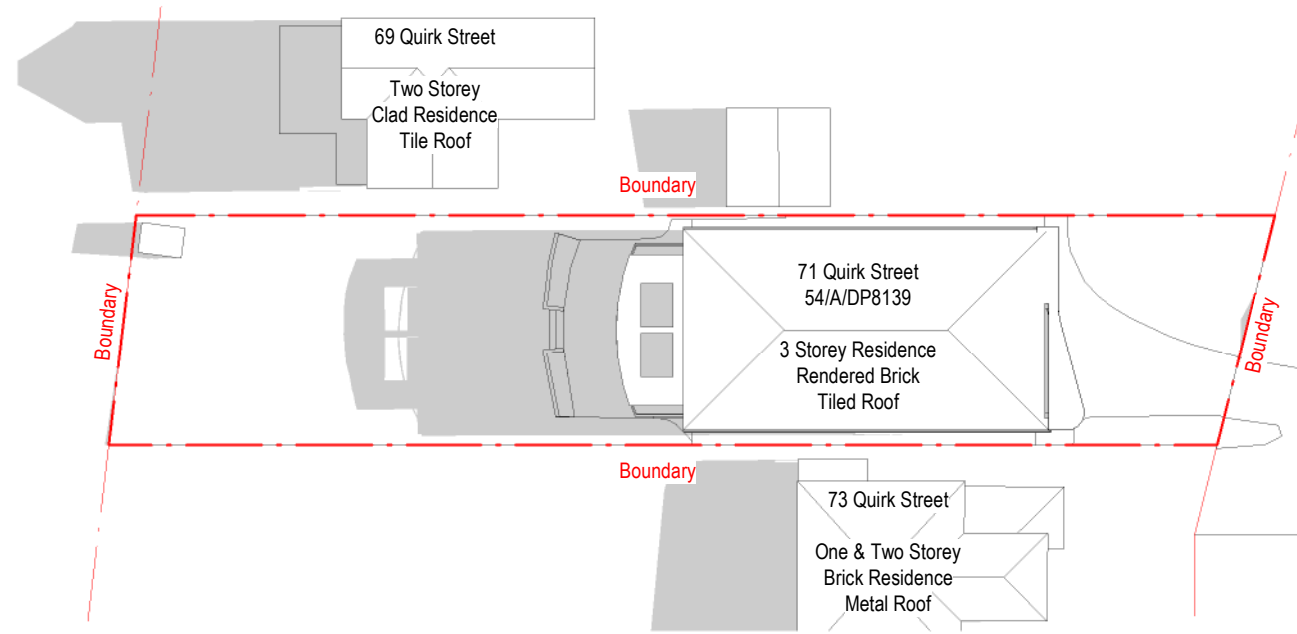 69 Quirk Street
Two Storey
Clad Residence
Tile Roof
Boundary
Boundary
71 Quirk Street
54/A/DP8139
3 Storey Residence
Rendered Brick
Tiled Roof
Boundary
Boundary
73 Quirk Street
One & Two Storey
Brick Residence
Metal Roof